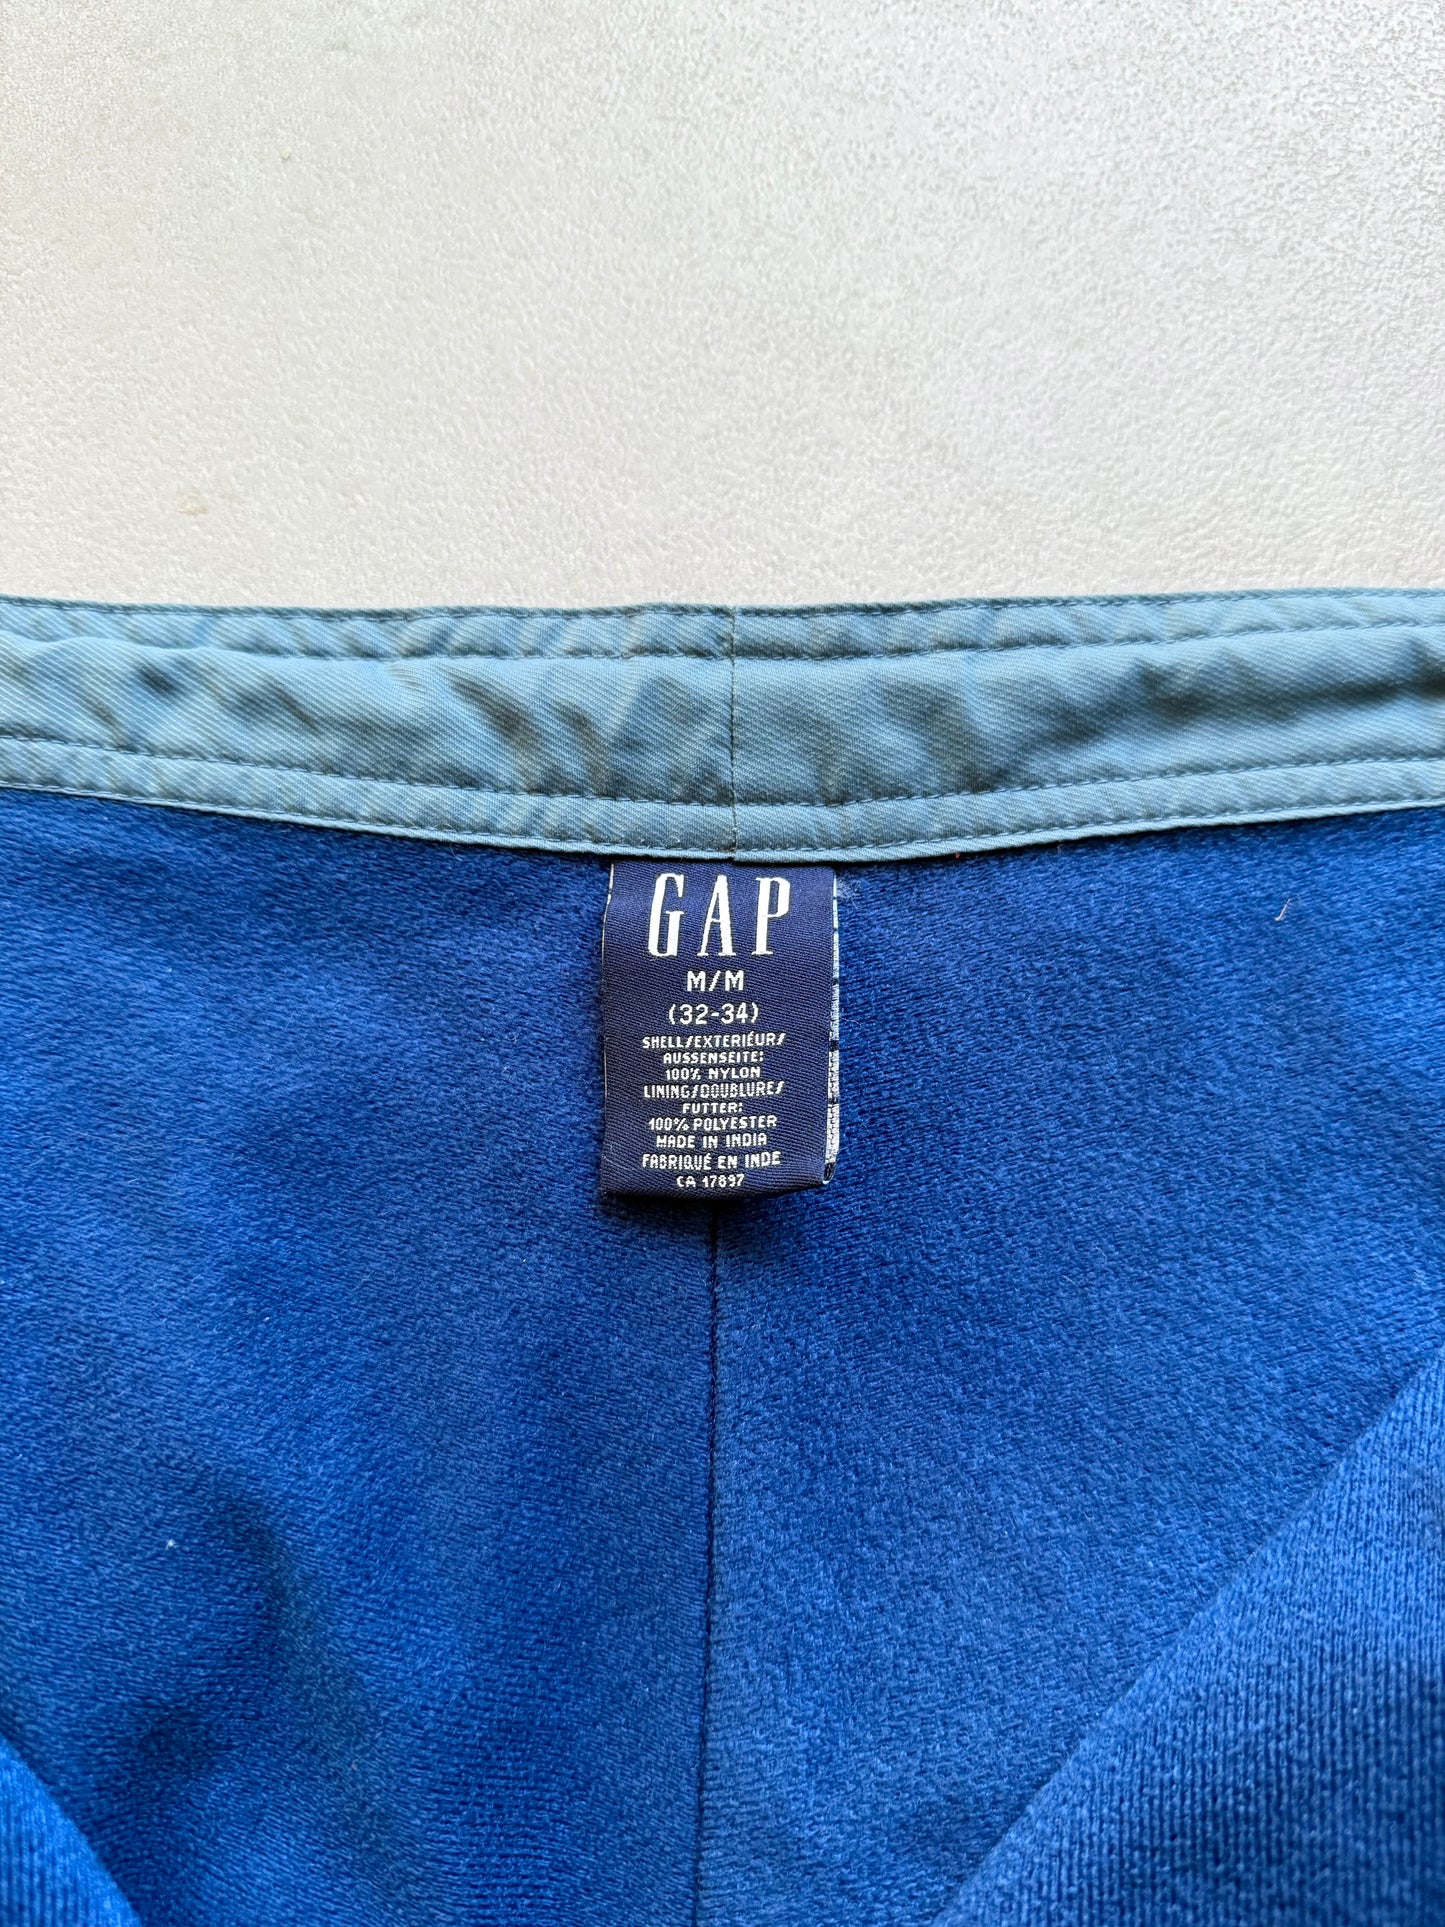 GAP
M/M
(32-34)
SHELL/EXTERIÉUR/
AUSSENSEITE:
100% NYLON
LINING/DOUBLURE/
FUTTER:
100% POLYESTER
MADE IN INDIA
FABRIQUÉ EN INDE
CA 17897